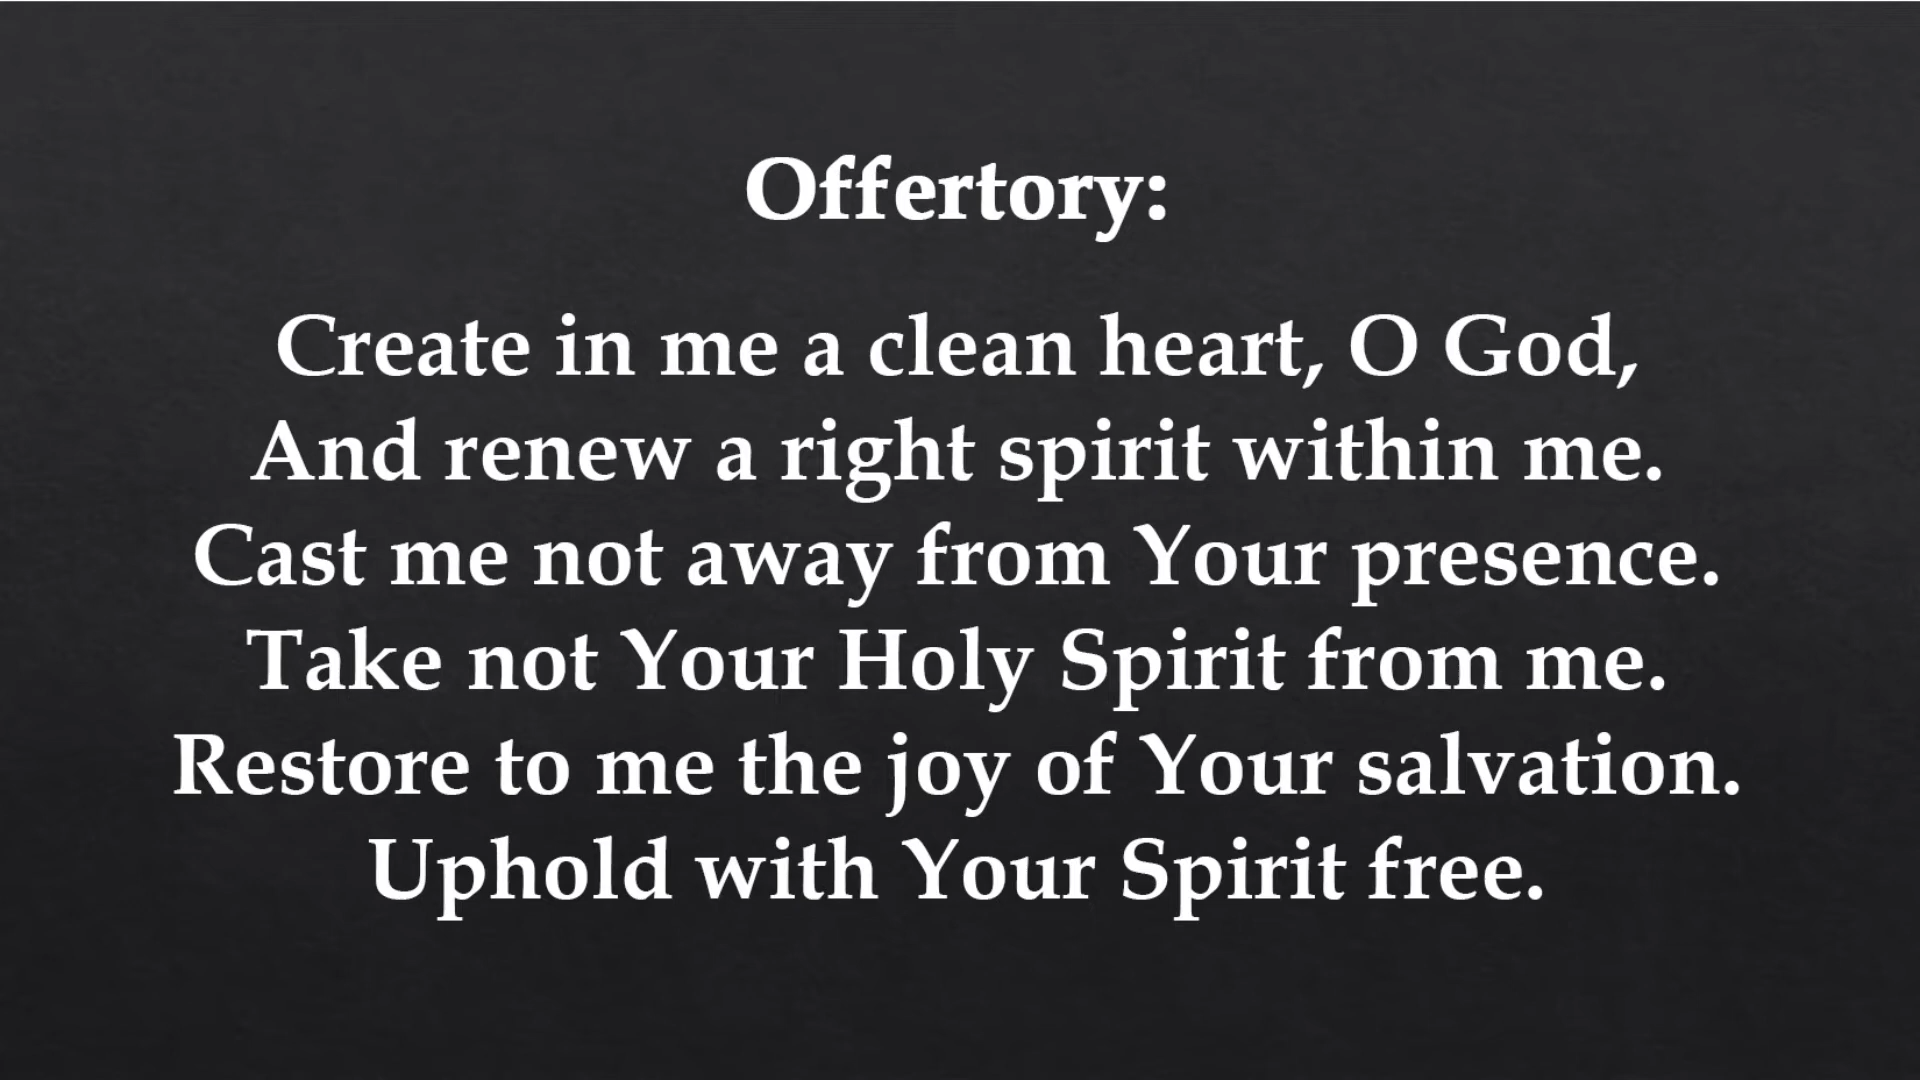 Offertory:
Create in me a clean heart, O God,
And renew a right spirit within me.
Cast me not away from Your presence.
Take not Your Holy Spirit from me.
Restore to me the joy of Your salvation.
Uphold with Your Spirit free.